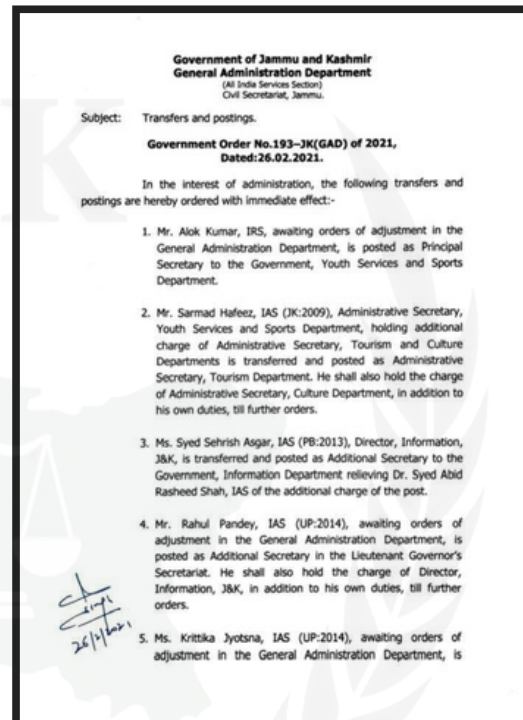 Government of Jammu and Kashmir
General Administration Department
(All India Services Section)
Civil Secretariat, Jammu.
Subject: Transfers and postings.
Government Order No.193–JK(GAD) of 2021,
Dated:26.02.2021.
In the interest of administration, the following transfers and
postings are hereby ordered with immediate effect:-
1. Mr. Alok Kumar, IRS, awaiting orders of adjustment in the
General Administration Department, is posted as Principal
Secretary to the Government, Youth Services and Sports
Department.
2. Mr. Sarmad Hafeez, IAS (JK:2009), Administrative Secretary,
Youth Services and Sports Department, holding additional
charge of Administrative Secretary, Tourism and Culture
Departments is transferred and posted as Administrative
Secretary, Tourism Department. He shall also hold the charge
of Administrative Secretary, Culture Department, in addition to
his own duties, till further orders.
3. Ms. Syed Sehrish Asgar, IAS (PB:2013), Director, Information,
J&K, is transferred and posted as Additional Secretary to the
Government, Information Department relieving Dr. Syed Abid
Rasheed Shah, IAS of the additional charge of the post.
4. Mr. Rahul Pandey, IAS (UP:2014), awaiting orders of
adjustment in the General Administration Department, is
posted as Additional Secretary in the Lieutenant Governor's
Secretariat. He shall also hold the charge of Director,
Information, J&K, in addition to his own duties, till further
orders.
26/2/2021
5. Ms. Krittika Jyotsna, IAS (UP:2014), awaiting orders of
adjustment in the General Administration Department, is